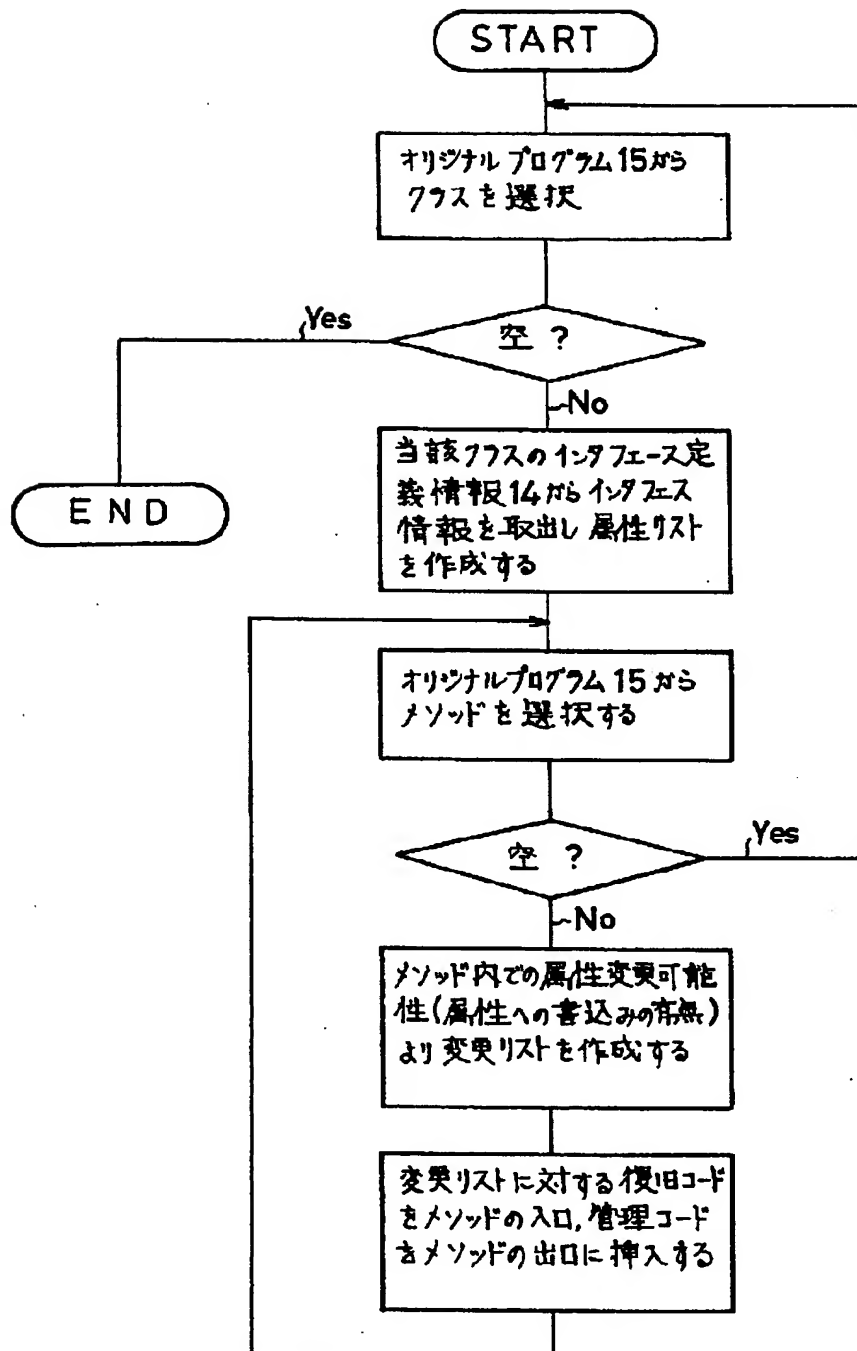 START
オリジナルプログラム15から
クラスを選択
空？
Yes
No
END
当該クラスのインタフェース定
義情報14からインタフェス
情報を取出し属性リスト
を作成する
オリジナルプログラム15から
メソッドを選択する
空？
Yes
No
メソッド内での属性変更可能
性(属性への書込みの有無)
より変更リストを作成する
変更リストに対する復旧コード
をメソッドの入口,管理コード
をメソッドの出口に挿入する